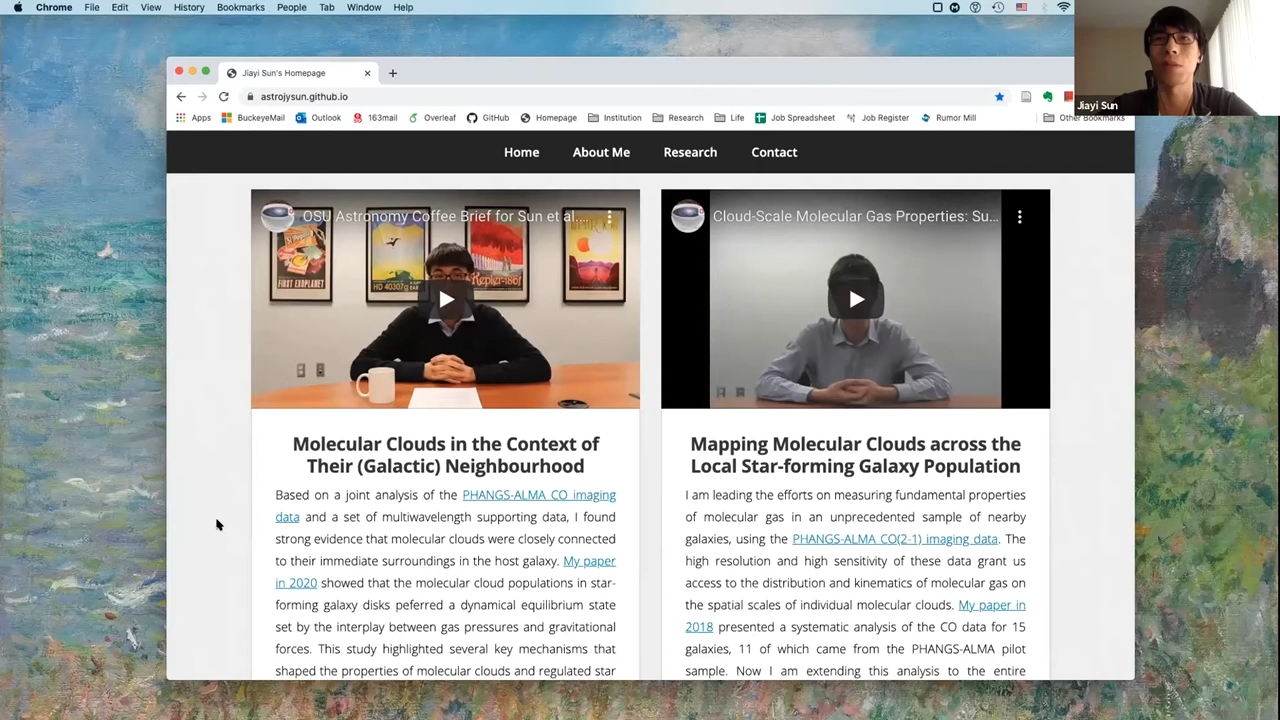 Chrome File Edit View History Bookmarks People Tab Window Help
Jiayi Sun's Homepage
astrojysun.github.io
Jiayi Sun
Apps BuckeyeMail Outlook 163mail Overleaf GitHub Homepage Institution Research Life Job Spreadsheet Job Register Rumor Mill Other Bookmarks
Home About Me Research Contact
OSU Astronomy Coffee Brief for Sun et al....
FIRST EXOPLANET
HD 40307g
Kepler-186f
Cloud-Scale Molecular Gas Properties: Su...
Molecular Clouds in the Context of
Their (Galactic) Neighbourhood
Based on a joint analysis of the PHANGS-ALMA CO imaging
data and a set of multiwavelength supporting data, I found
strong evidence that molecular clouds were closely connected
to their immediate surroundings in the host galaxy. My paper
in 2020 showed that the molecular cloud populations in star-
forming galaxy disks peferred a dynamical equilibrium state
set by the interplay between gas pressures and gravitational
forces. This study highlighted several key mechanisms that
shaped the properties of molecular clouds and regulated star
Mapping Molecular Clouds across the
Local Star-forming Galaxy Population
I am leading the efforts on measuring fundamental properties
of molecular gas in an unprecedented sample of nearby
galaxies, using the PHANGS-ALMA CO(2-1) imaging data. The
high resolution and high sensitivity of these data grant us
access to the distribution and kinematics of molecular gas on
the spatial scales of individual molecular clouds. My paper in
2018 presented a systematic analysis of the CO data for 15
galaxies, 11 of which came from the PHANGS-ALMA pilot
sample. Now I am extending this analysis to the entire